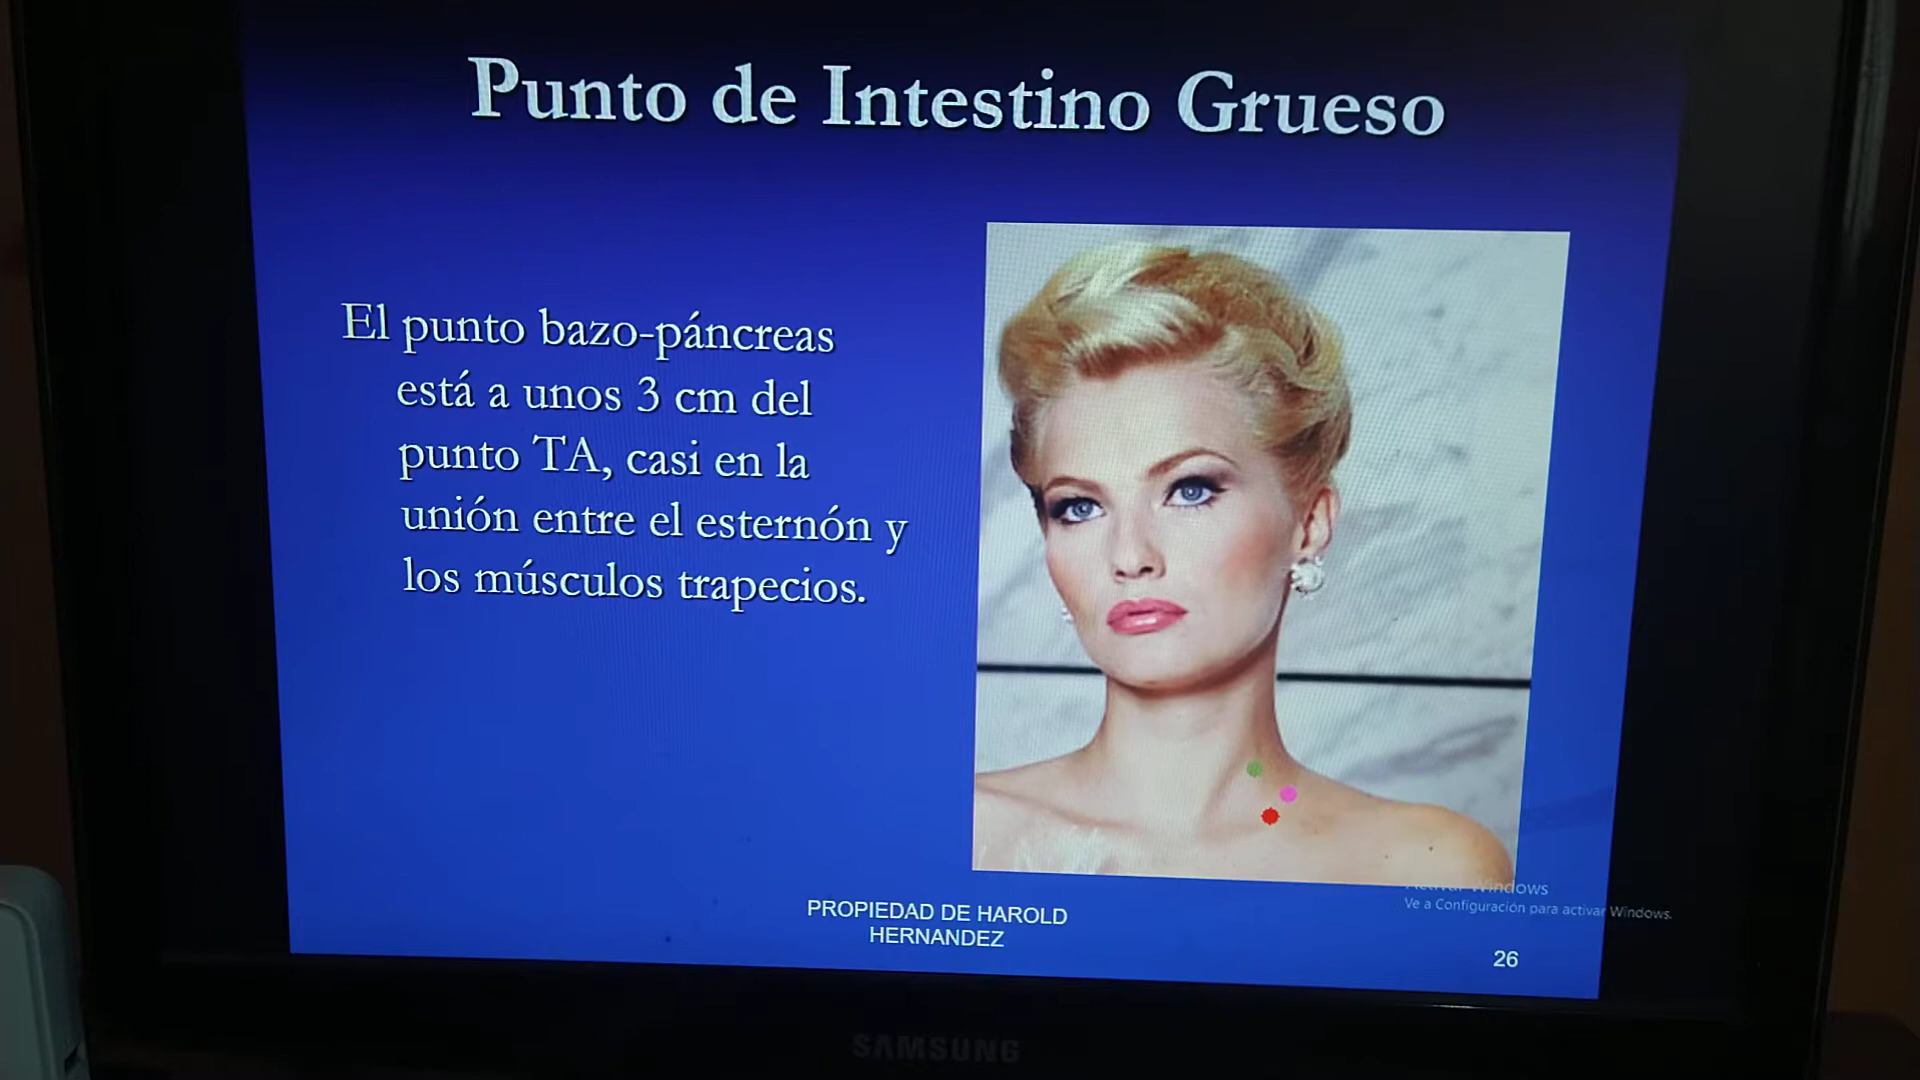 Punto de Intestino Grueso
El punto bazo-páncreas
está a unos 3 cm del
punto TA, casi en la
unión entre el esternón y
los músculos trapecios.
PROPIEDAD DE HAROLD
HERNANDEZ
Activar Windows
Ve a Configuración para activar Windows.
26
SAMSUNG